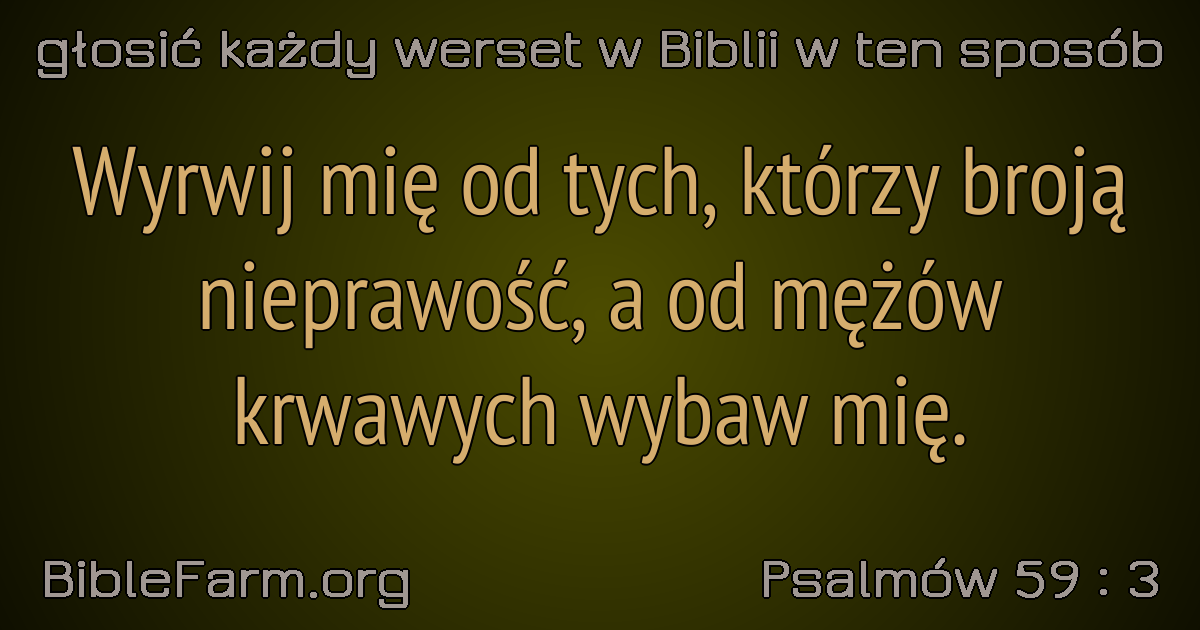 głosić każdy werset w Biblii w ten sposób
Wyrwij mię od tych, którzy broją
nieprawość, a od mężów
krwawych wybaw mię.
BibleFarm.org
Psalmów 59 : 3